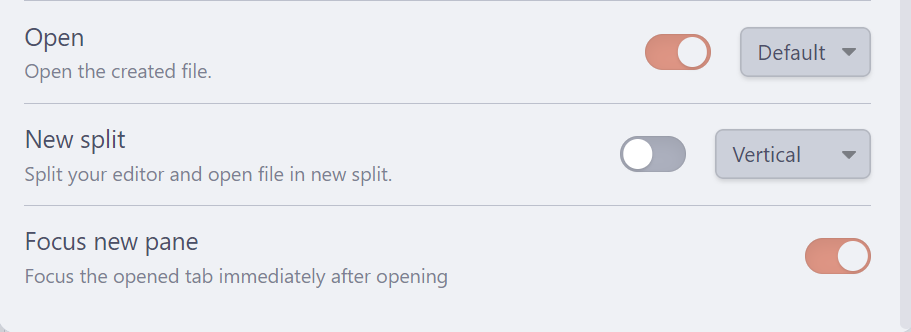 Open
Default
Open the created file.
New split
Vertical
Split your editor and open file in new split.
Focus new pane
Focus the opened tab immediately after opening